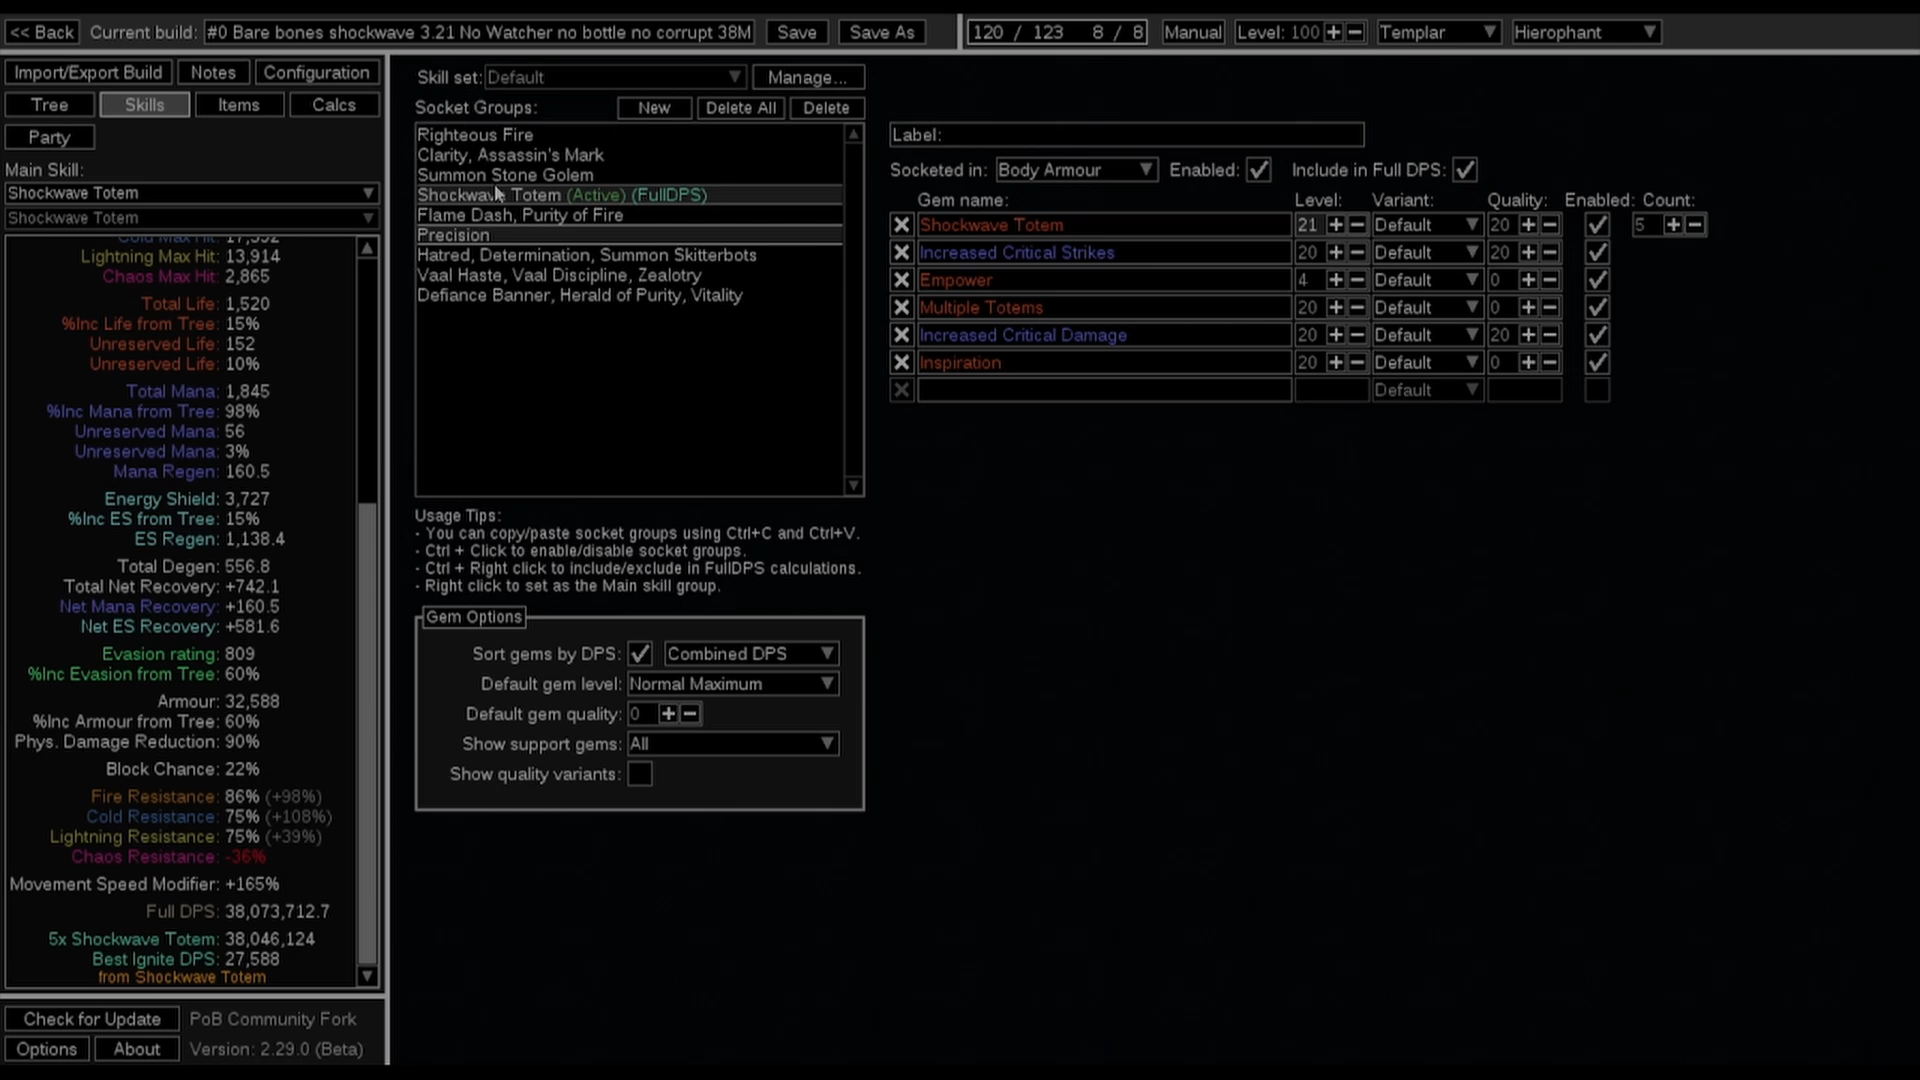 << Back
Current build: #0 Bare bones shockwave 3.21 No Watcher no bottle no corrupt 38M
Save
Save As
120 / 123 8 / 8
Manual
Level: 100
Templar
Hierophant
Import/Export Build
Notes
Configuration
Tree
Skills
Items
Calcs
Party
Main Skill:
Shockwave Totem
Shockwave Totem
Lightning Max Hit: 13,914
Chaos Max Hit: 2,865
Total Life: 1,520
%Inc Life from Tree: 15%
Unreserved Life: 152
Unreserved Life: 10%
Total Mana: 1,845
%Inc Mana from Tree: 98%
Unreserved Mana: 56
Unreserved Mana: 3%
Mana Regen: 160.5
Energy Shield: 3,727
%Inc ES from Tree: 15%
ES Regen: 1,138.4
Total Degen: 556.8
Total Net Recovery: +742.1
Net Mana Recovery: +160.5
Net ES Recovery: +581.6
Evasion rating: 809
%Inc Evasion from Tree: 60%
Armour: 32,588
%Inc Armour from Tree: 60%
Phys. Damage Reduction: 90%
Block Chance: 22%
Fire Resistance: 86% (+98%)
Cold Resistance: 75% (+108%)
Lightning Resistance: 75% (+39%)
Chaos Resistance: -36%
Movement Speed Modifier: +165%
Full DPS: 38,073,712.7
5x Shockwave Totem: 38,046,124
Best Ignite DPS: 27,588
from Shockwave Totem
Check for Update
PoB Community Fork
Options
About
Version: 2.29.0 (Beta)
Skill set: Default
Manage...
Socket Groups:
New
Delete All
Delete
Righteous Fire
Clarity, Assassin's Mark
Summon Stone Golem
Shockwave Totem (Active) (FullDPS)
Flame Dash, Purity of Fire
Precision
Hatred, Determination, Summon Skitterbots
Vaal Haste, Vaal Discipline, Zealotry
Defiance Banner, Herald of Purity, Vitality
Usage Tips:
- You can copy/paste socket groups using Ctrl+C and Ctrl+V.
- Ctrl + Click to enable/disable socket groups.
- Ctrl + Right click to include/exclude in FullDPS calculations.
- Right click to set as the Main skill group.
Gem Options
Sort gems by DPS: Combined DPS
Default gem level: Normal Maximum
Default gem quality: 0
Show support gems: All
Show quality variants:
Label:
Socketed in: Body Armour Enabled: Include in Full DPS:
Gem name: Level: Variant: Quality: Enabled: Count:
Shockwave Totem 21 Default 20 5
Increased Critical Strikes 20 Default 20
Empower 4 Default 0
Multiple Totems 20 Default 0
Increased Critical Damage 20 Default 20
Inspiration 20 Default 0
Default